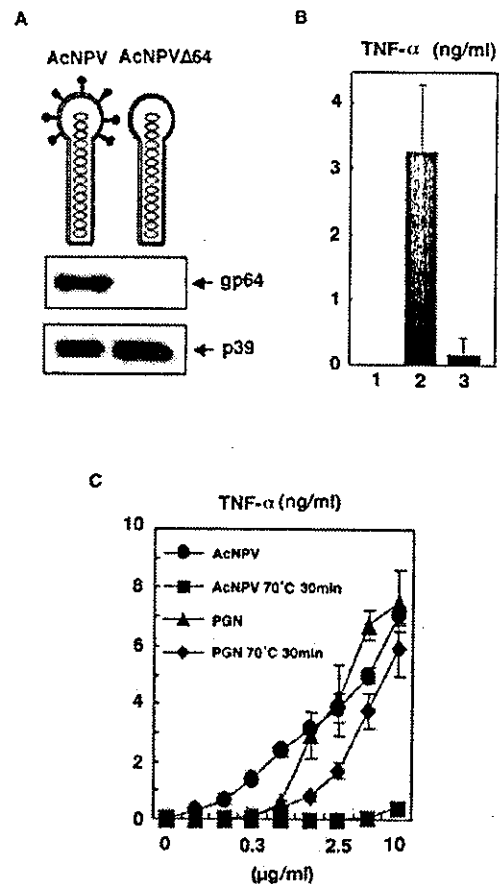 A
AcNPV AcNPVΔ64
gp64
p39
B
TNF-α (ng/ml)
4
3
2
1
0
1 2 3
C
TNF-α (ng/ml)
10
8
6
4
2
0
AcNPV
AcNPV 70°C 30min
PGN
PGN 70°C 30min
0 0.3 2.5 10
(μg/ml)